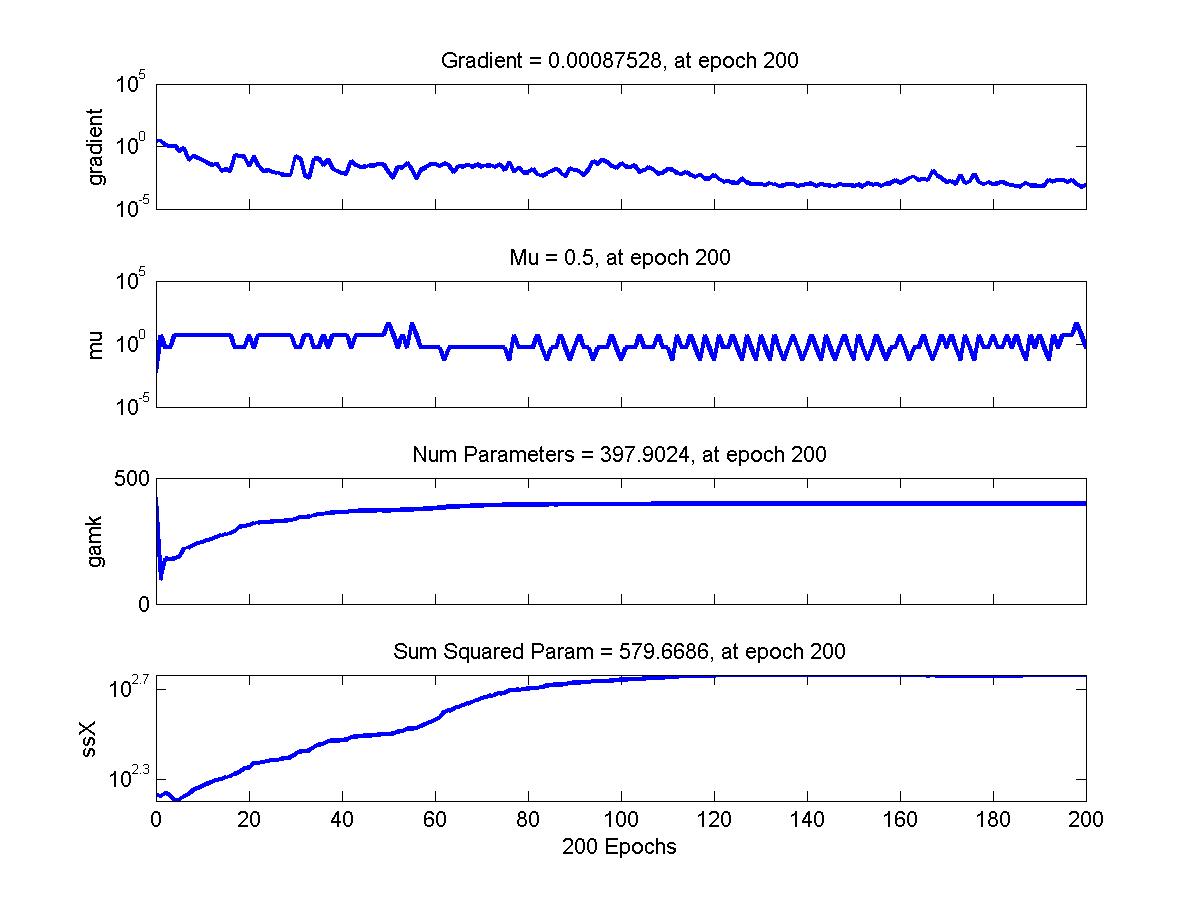 Gradient = 0.00087528, at epoch 200
10^5
10^0
10^-5
gradient
Mu = 0.5, at epoch 200
10^5
10^0
10^-5
mu
Num Parameters = 397.9024, at epoch 200
500
0
gamk
Sum Squared Param = 579.6686, at epoch 200
10^2.7
10^2.3
ssX
0 20 40 60 80 100 120 140 160 180 200
200 Epochs